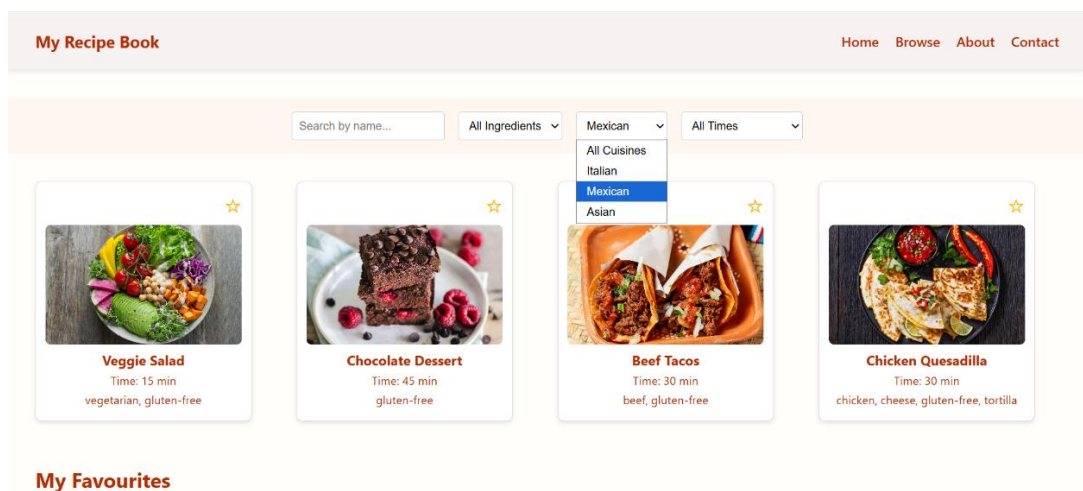 My Recipe Book
Home Browse About Contact
Search by name... All Ingredients Mexican All Times
All Cuisines
Italian
Mexican
Asian
Veggie Salad
Time: 15 min
vegetarian, gluten-free
Chocolate Dessert
Time: 45 min
gluten-free
Beef Tacos
Time: 30 min
beef, gluten-free
Chicken Quesadilla
Time: 30 min
chicken, cheese, gluten-free, tortilla
My Favourites